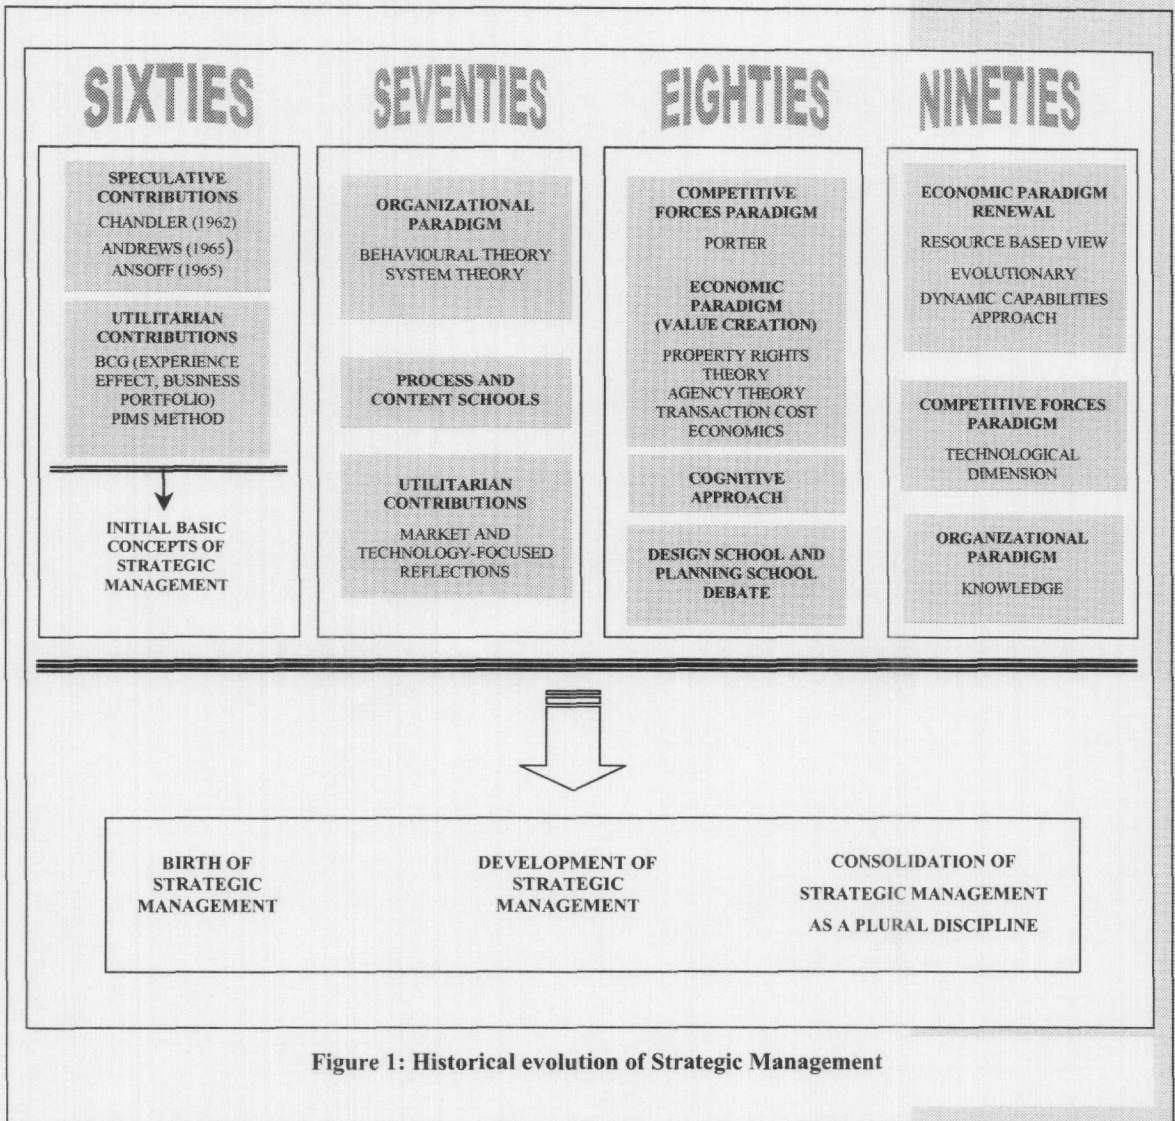 SIXTIES
SPECULATIVE
CONTRIBUTIONS
CHANDLER (1962)
ANDREWS (1965)
ANSOFF (1965)
UTILITARIAN
CONTRIBUTIONS
BCG (EXPERIENCE
EFFECT, BUSINESS
PORTFOLIO)
PIMS METHOD
INITIAL BASIC
CONCEPTS OF
STRATEGIC
MANAGEMENT
SEVENTIES
ORGANIZATIONAL
PARADIGM
BEHAVIOURAL THEORY
SYSTEM THEORY
PROCESS AND
CONTENT SCHOOLS
UTILITARIAN
CONTRIBUTIONS
MARKET AND
TECHNOLOGY-FOCUSED
REFLECTIONS
EIGHTIES
COMPETITIVE
FORCES PARADIGM
PORTER
ECONOMIC
PARADIGM
(VALUE CREATION)
PROPERTY RIGHTS
THEORY
AGENCY THEORY
TRANSACTION COST
ECONOMICS
COGNITIVE
APPROACH
DESIGN SCHOOL AND
PLANNING SCHOOL
DEBATE
NINETIES
ECONOMIC PARADIGM
RENEWAL
RESOURCE BASED VIEW
EVOLUTIONARY
DYNAMIC CAPABILITIES
APPROACH
COMPETITIVE FORCES
PARADIGM
TECHNOLOGICAL
DIMENSION
ORGANIZATIONAL
PARADIGM
KNOWLEDGE
BIRTH OF
STRATEGIC
MANAGEMENT
DEVELOPMENT OF
STRATEGIC
MANAGEMENT
CONSOLIDATION OF
STRATEGIC MANAGEMENT
AS A PLURAL DISCIPLINE
Figure 1: Historical evolution of Strategic Management